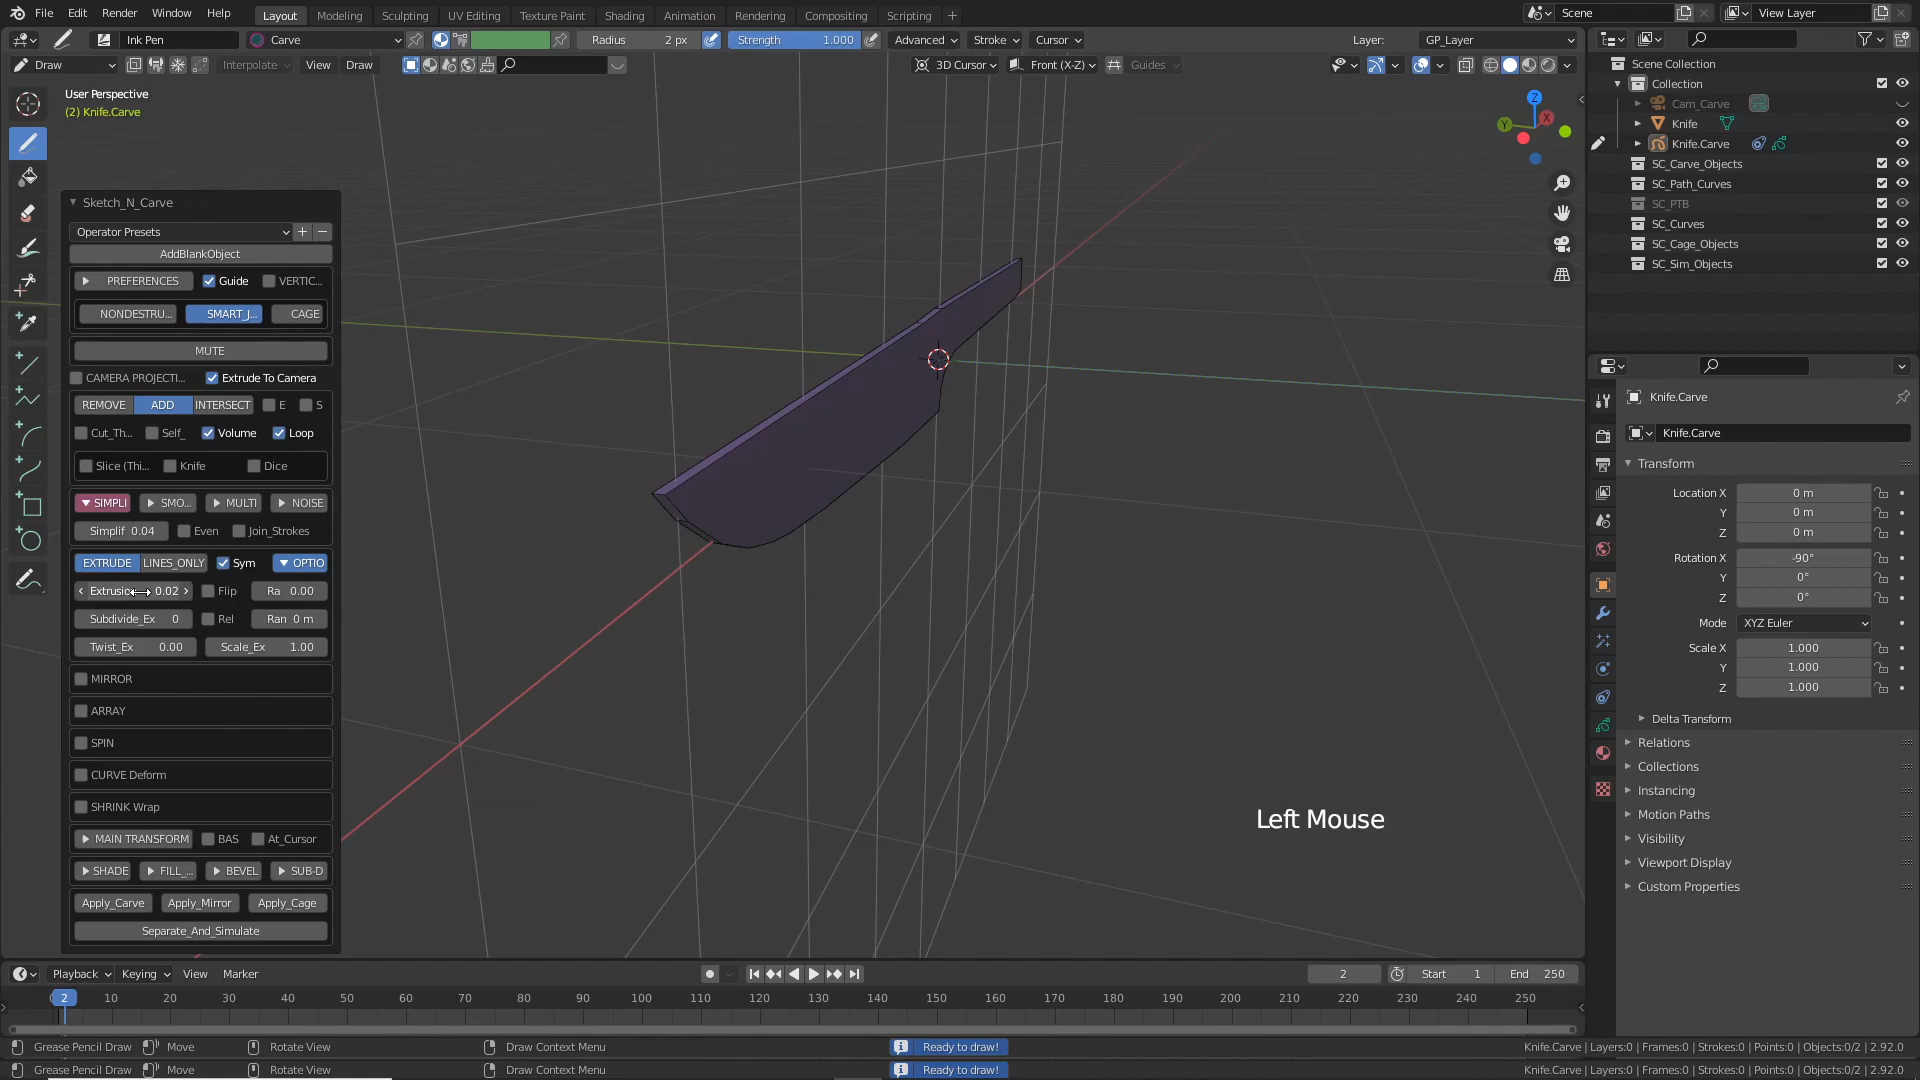 File Edit Render Window Help Layout Modeling Sculpting UV Editing Texture Paint Shading Animation Rendering Compositing Scripting + Scene View Layer
Ink Pen Carve Radius 2 px Strength 1.000 Advanced Stroke Cursor Layer: GP_Layer
Draw Interpolate View Draw 3D Cursor Front (X-Z) Guides
User Perspective
(2) Knife.Carve
Scene Collection
Collection
Cam_Carve
Knife
Knife.Carve
SC_Carve_Objects
SC_Path_Curves
SC_PTB
SC_Curves
SC_Cage_Objects
SC_Sim_Objects
Z
X
Y
Sketch_N_Carve
Operator Presets
AddBlankObject
PREFERENCES Guide VERTIC...
NONDESTRU... SMART_J... CAGE
MUTE
CAMERA PROJECTI... Extrude To Camera
REMOVE ADD INTERSECT E S
Cut_Th... Self_ Volume Loop
Slice (Thi... Knife Dice
SIMPLI SMO... MULTI NOISE
Simplif 0.04 Even Join_Strokes
EXTRUDE LINES_ONLY Sym OPTIO
Extrusio 0.02 Flip Ra 0.00
Subdivide_Ex 0 Rel Ran 0 m
Twist_Ex 0.00 Scale_Ex 1.00
MIRROR
ARRAY
SPIN
CURVE Deform
SHRINK Wrap
MAIN TRANSFORM BAS At_Cursor
SHADE FILL_... BEVEL SUB-D
Apply_Carve Apply_Mirror Apply_Cage
Separate_And_Simulate
Left Mouse
Knife.Carve
Knife.Carve
Transform
Location X 0 m
Y 0 m
Z 0 m
Rotation X -90°
Y 0°
Z 0°
Mode XYZ Euler
Scale X 1.000
Y 1.000
Z 1.000
Delta Transform
Relations
Collections
Instancing
Motion Paths
Visibility
Viewport Display
Custom Properties
Playback Keying View Marker 2 Start 1 End 250
2 10 20 30 40 50 60 70 80 90 100 110 120 130 140 150 160 170 180 190 200 210 220 230 240 250
Grease Pencil Draw Move Rotate View Draw Context Menu Ready to draw! Knife.Carve | Layers:0 | Frames:0 | Strokes:0 | Points:0 | Objects:0/2 | 2.92.0
Grease Pencil Draw Move Rotate View Draw Context Menu Ready to draw! Knife.Carve | Layers:0 | Frames:0 | Strokes:0 | Points:0 | Objects:0/2 | 2.92.0